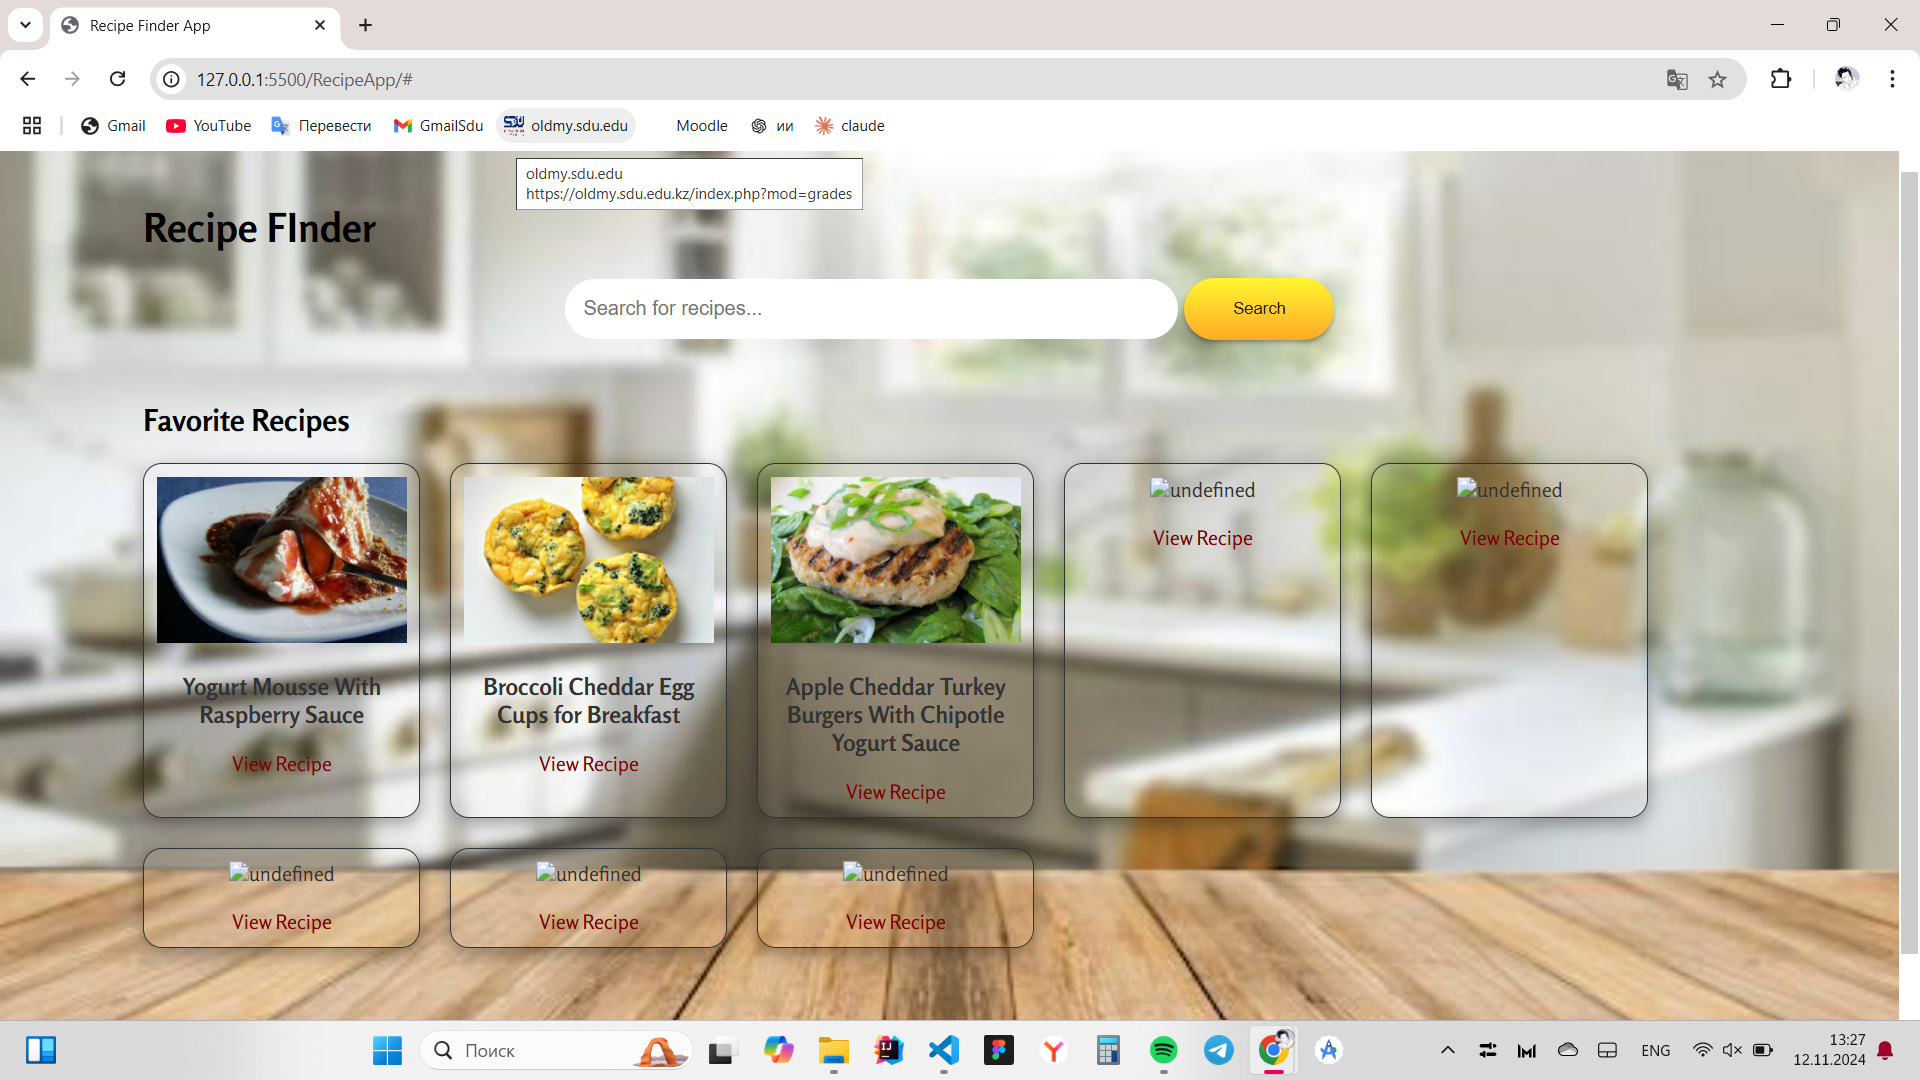 Recipe Finder App
127.0.0.1:5500/RecipeApp/#
Gmail
YouTube
Перевести
GmailSdu
oldmy.sdu.edu
Moodle
ии
claude
oldmy.sdu.edu
https://oldmy.sdu.edu.kz/index.php?mod=grades
Recipe FInder
Search for recipes...
Search
Favorite Recipes
Yogurt Mousse With
Raspberry Sauce
View Recipe
Broccoli Cheddar Egg
Cups for Breakfast
View Recipe
Apple Cheddar Turkey
Burgers With Chipotle
Yogurt Sauce
View Recipe
undefined
View Recipe
undefined
View Recipe
undefined
View Recipe
undefined
View Recipe
undefined
View Recipe
Поиск
ENG
13:27
12.11.2024